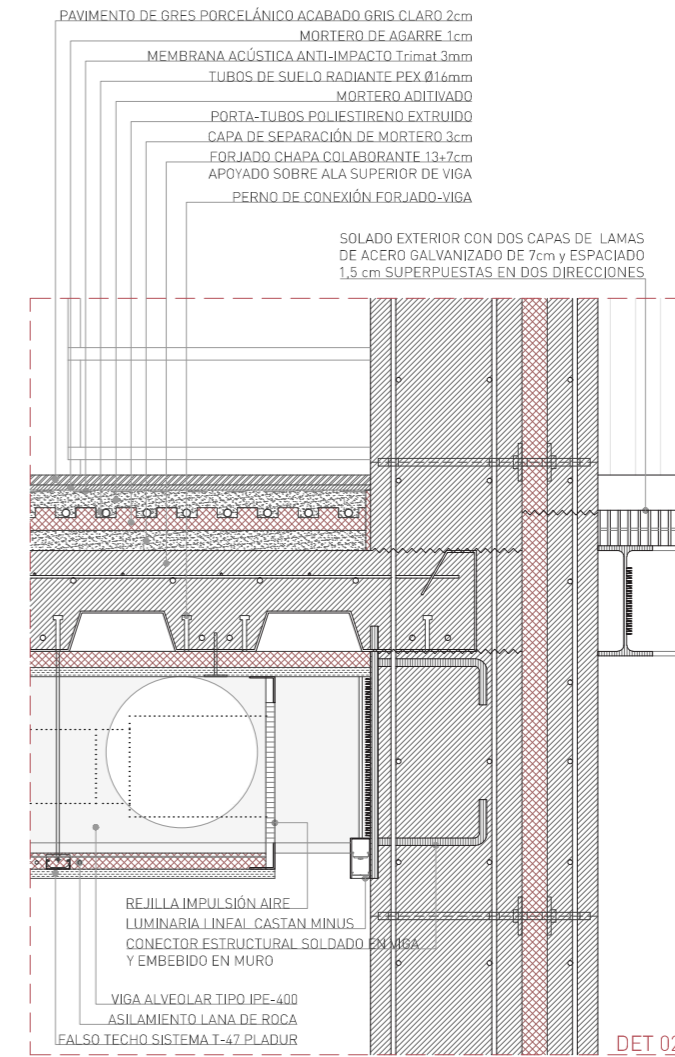 PAVIMENTO DE GRES PORCELÁNICO ACABADO GRIS CLARO 2cm
MORTERO DE AGARRE 1cm
MEMBRANA ACÚSTICA ANTI-IMPACTO Trimat 3mm
TUBOS DE SUELO RADIANTE PEX Ø16mm
MORTERO ADITIVADO
PORTA-TUBOS POLIESTIRENO EXTRUIDO
CAPA DE SEPARACIÓN DE MORTERO 3cm
FORJADO CHAPA COLABORANTE 13+7cm
APOYADO SOBRE ALA SUPERIOR DE VIGA
PERNO DE CONEXIÓN FORJADO-VIGA
SOLADO EXTERIOR CON DOS CAPAS DE LAMAS
DE ACERO GALVANIZADO DE 7cm y ESPACIADO
1,5 cm SUPERPUESTAS EN DOS DIRECCIONES
REJILLA IMPULSIÓN AIRE
LUMINARIA LINEAL CASTAN MINUS
CONECTOR ESTRUCTURAL SOLDADO EN VIGA
Y EMBEBIDO EN MURO
VIGA ALVEOLAR TIPO IPE-400
ASILAMIENTO LANA DE ROCA
FALSO TECHO SISTEMA T-47 PLADUR
DET 02